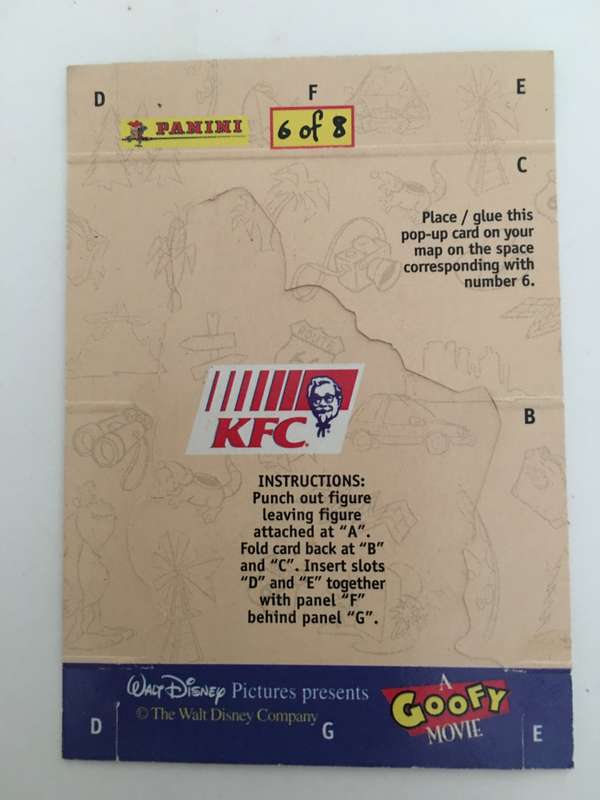 D
F
E
PANINI
6 of 8
C
Place / glue this
pop-up card on your
map on the space
corresponding with
number 6.
ROUTE
KFC
B
INSTRUCTIONS:
Punch out figure
leaving figure
attached at “A”.
Fold card back at “B”
and “C”. Insert slots
“D” and “E” together
with panel “F”
behind panel “G”.
WALT DISNEY Pictures presents
© The Walt Disney Company
A
GOOFY
MOVIE
D
G
E